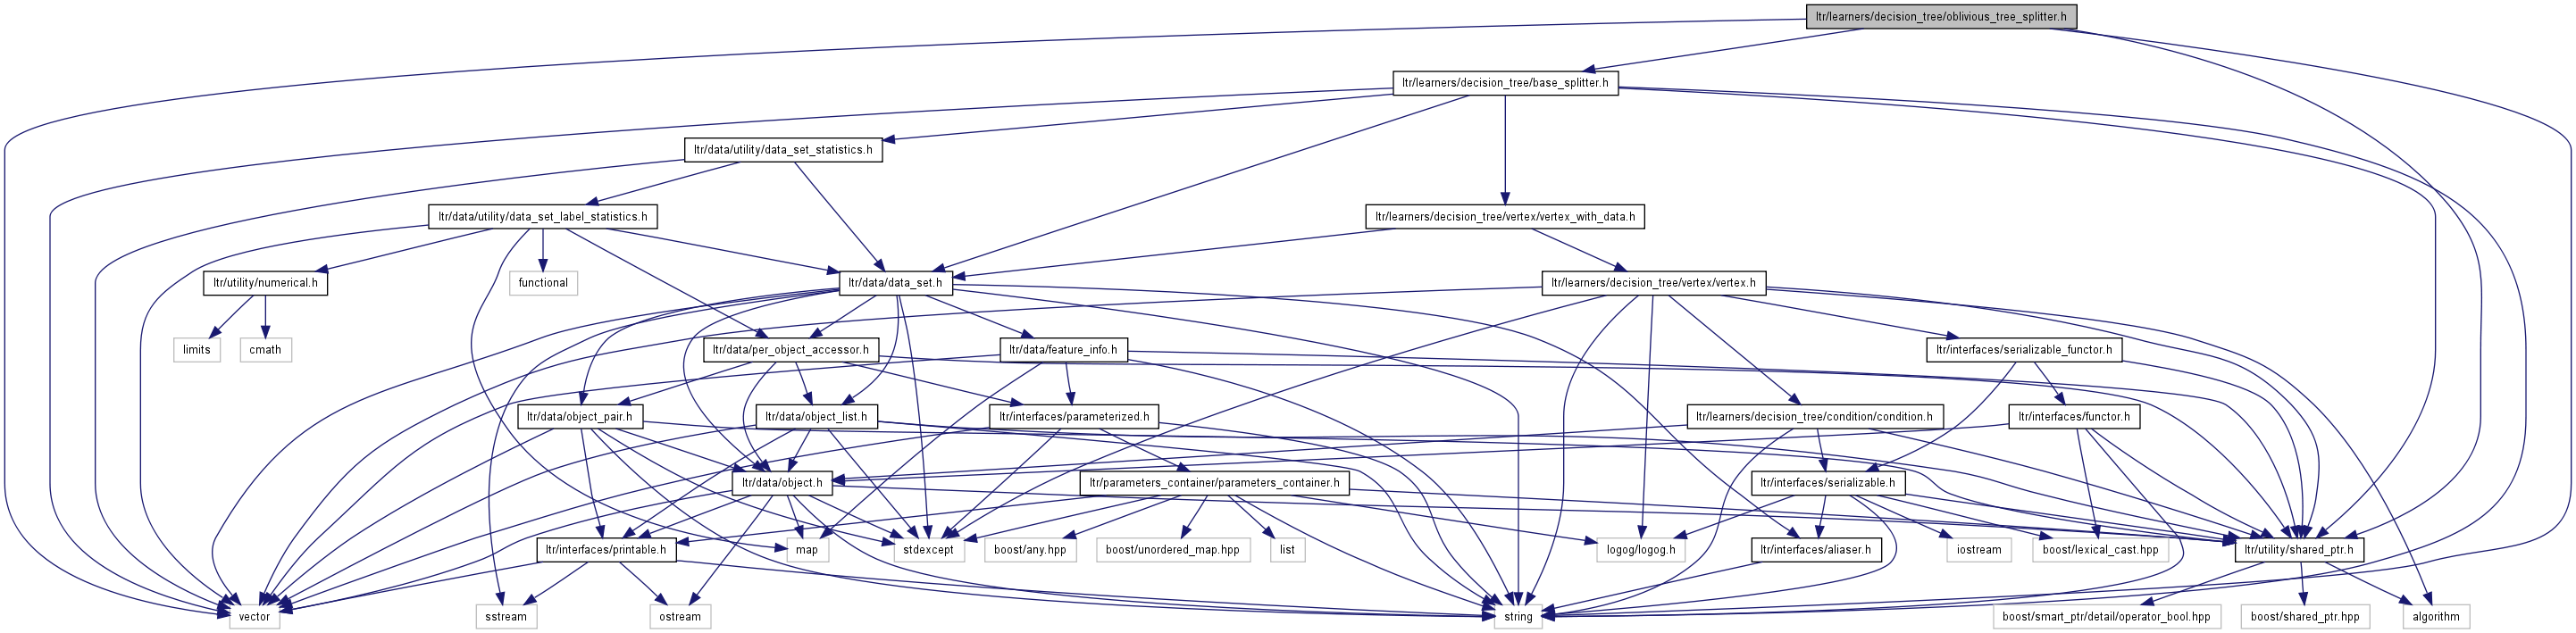 ltr/learners/decision_tree/oblivious_tree_splitter.h
ltr/learners/decision_tree/base_splitter.h
ltr/data/utility/data_set_statistics.h
ltr/data/utility/data_set_label_statistics.h
ltr/learners/decision_tree/vertex/vertex_with_data.h
ltr/utility/numerical.h
functional
ltr/data/data_set.h
ltr/learners/decision_tree/vertex/vertex.h
limits
cmath
ltr/data/per_object_accessor.h
ltr/data/feature_info.h
ltr/interfaces/serializable_functor.h
ltr/data/object_pair.h
ltr/data/object_list.h
ltr/interfaces/parameterized.h
ltr/learners/decision_tree/condition/condition.h
ltr/interfaces/functor.h
ltr/data/object.h
ltr/parameters_container/parameters_container.h
ltr/interfaces/serializable.h
ltr/interfaces/printable.h
map
stdexcept
boost/any.hpp
boost/unordered_map.hpp
list
logog/logog.h
ltr/interfaces/aliaser.h
iostream
boost/lexical_cast.hpp
ltr/utility/shared_ptr.h
vector
sstream
ostream
string
boost/smart_ptr/detail/operator_bool.hpp
boost/shared_ptr.hpp
algorithm